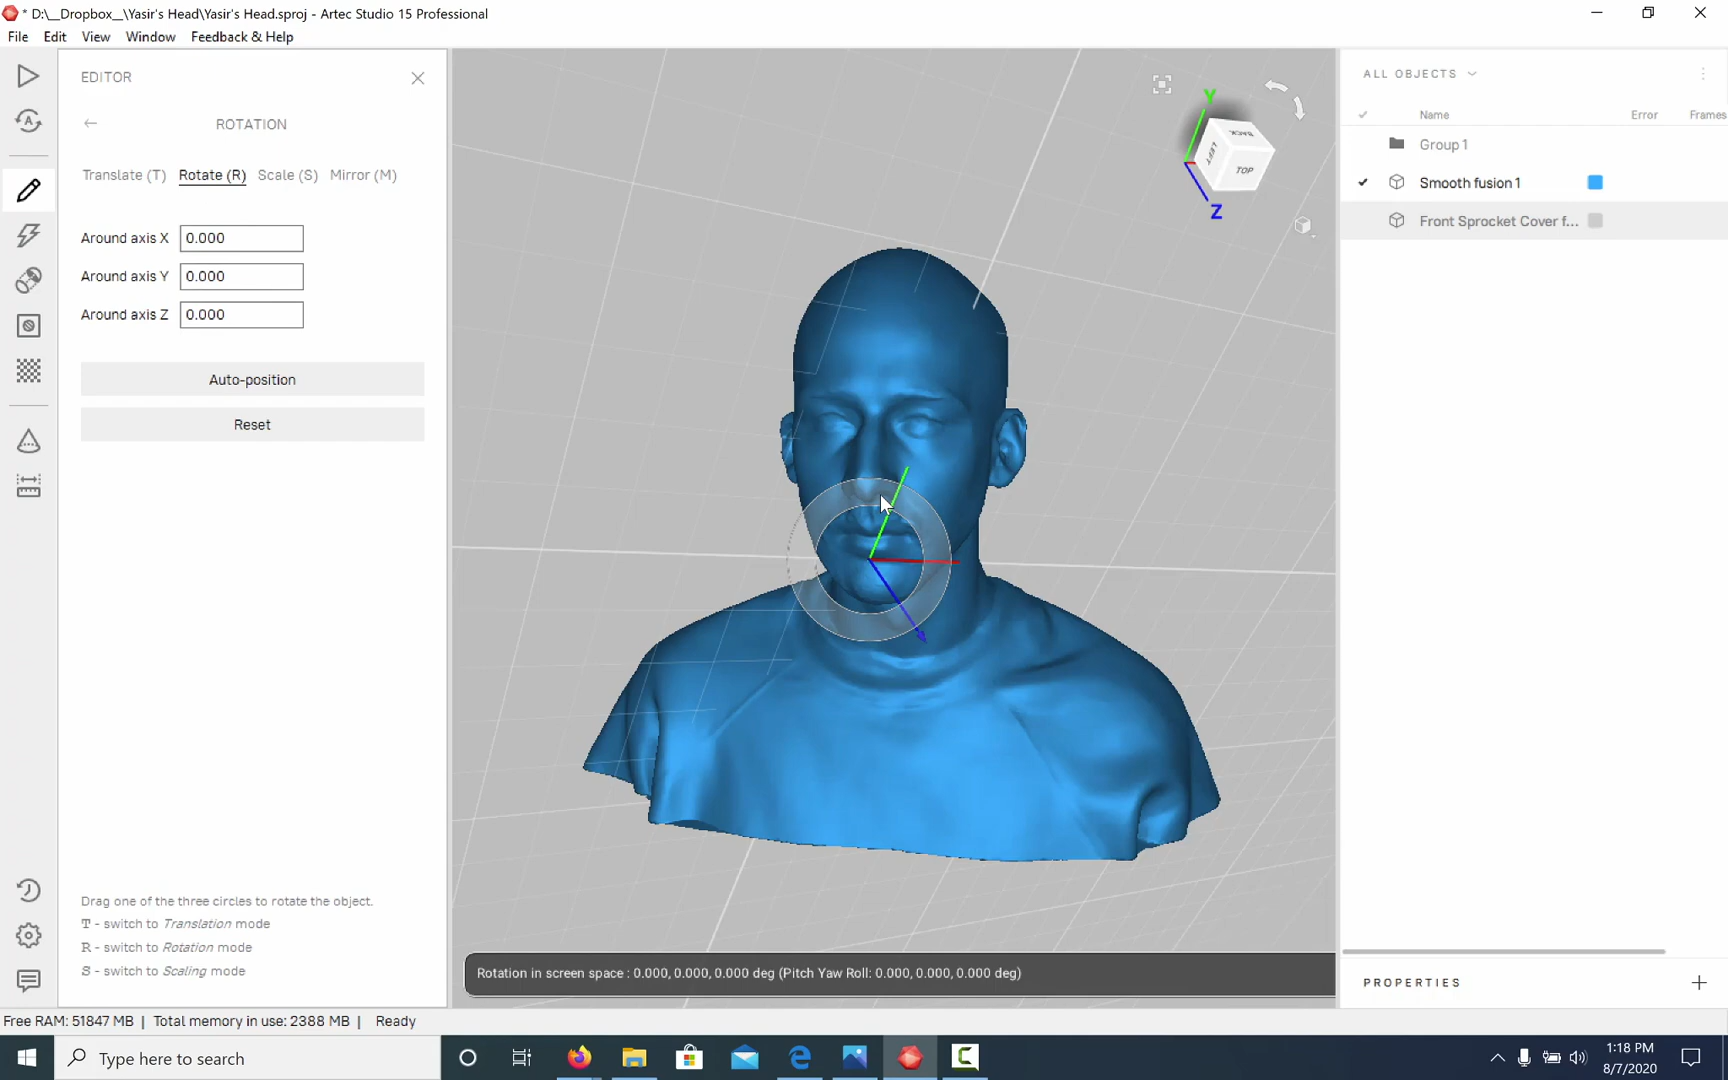 * D:\__Dropbox__\Yasir's Head\Yasir's Head.sproj - Artec Studio 15 Professional
File Edit View Window Feedback & Help
EDITOR
ROTATION
Translate (T) Rotate (R) Scale (S) Mirror (M)
Around axis X 0.000
Around axis Y 0.000
Around axis Z 0.000
Auto-position
Reset
Drag one of the three circles to rotate the object.
T - switch to Translation mode
R - switch to Rotation mode
S - switch to Scaling mode
Y
BACK
LEFT
TOP
Z
Rotation in screen space : 0.000, 0.000, 0.000 deg (Pitch Yaw Roll: 0.000, 0.000, 0.000 deg)
ALL OBJECTS
Name Error Frames
Group 1
Smooth fusion 1
Front Sprocket Cover f...
PROPERTIES
Free RAM: 51847 MB | Total memory in use: 2388 MB | Ready
Type here to search
1:18 PM
8/7/2020